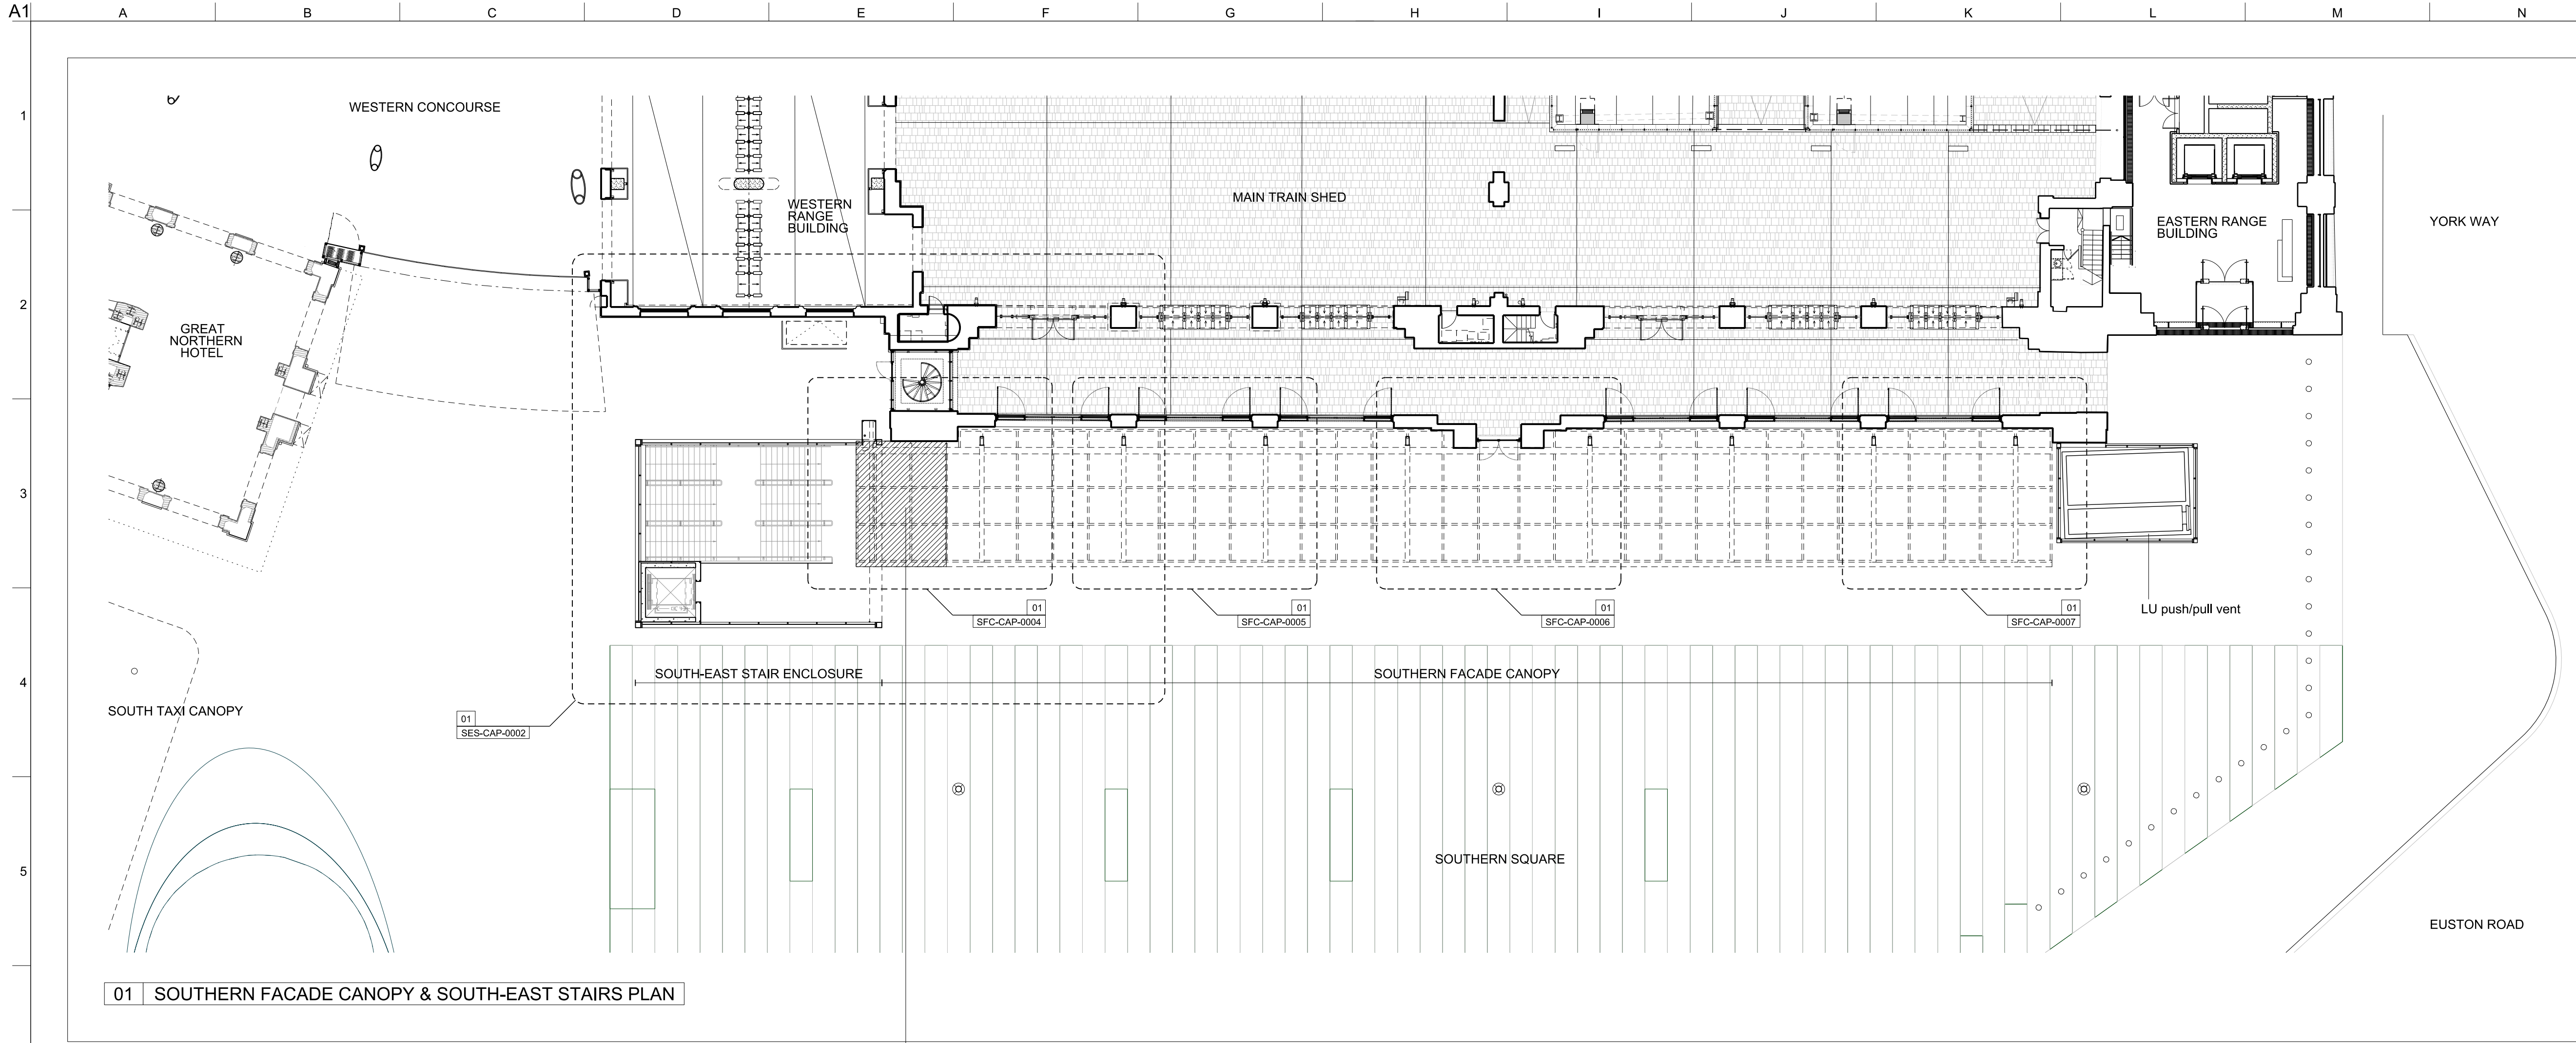 A1
A
B
C
D
E
F
G
H
I
J
K
L
M
N
1
2
3
4
5
WESTERN CONCOURSE
WESTERN
RANGE
BUILDING
MAIN TRAIN SHED
EASTERN RANGE
BUILDING
YORK WAY
GREAT
NORTHERN
HOTEL
01
SFC-CAP-0004
01
SFC-CAP-0005
01
SFC-CAP-0006
01
SFC-CAP-0007
LU push/pull vent
SOUTH-EAST STAIR ENCLOSURE
SOUTHERN FACADE CANOPY
SOUTH TAXI CANOPY
01
SES-CAP-0002
SOUTHERN SQUARE
EUSTON ROAD
01 SOUTHERN FACADE CANOPY & SOUTH-EAST STAIRS PLAN